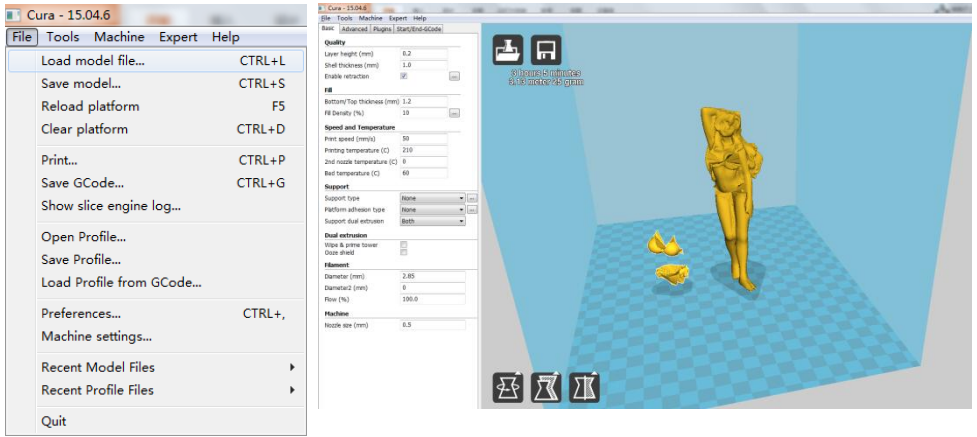 Cura - 15.04.6
File Tools Machine Expert Help
Load model file... CTRL+L
Save model... CTRL+S
Reload platform F5
Clear platform CTRL+D
Print... CTRL+P
Save GCode... CTRL+G
Show slice engine log...
Open Profile...
Save Profile...
Load Profile from GCode...
Preferences... CTRL+,
Machine settings...
Recent Model Files
Recent Profile Files
Quit
Cura - 15.04.6
File Tools Machine Expert Help
Basic Advanced Plugins Start/End-GCode
Quality
Layer height (mm) 0.2
Shell thickness (mm) 1.0
Enable retraction ...
Fill
Bottom/Top thickness (mm) 1.2
Fill Density (%) 10 ...
Speed and Temperature
Print speed (mm/s) 50
Printing temperature (C) 210
2nd nozzle temperature (C) 0
Bed temperature (C) 60
Support
Support type None ...
Platform adhesion type None ...
Support dual extrusion Both
Dual extrusion
Wipe & prime tower
Ooze shield
Filament
Diameter (mm) 2.85
Diameter2 (mm) 0
Flow (%) 100.0
Machine
Nozzle size (mm) 0.5
3 hours 5 minutes
meter gram